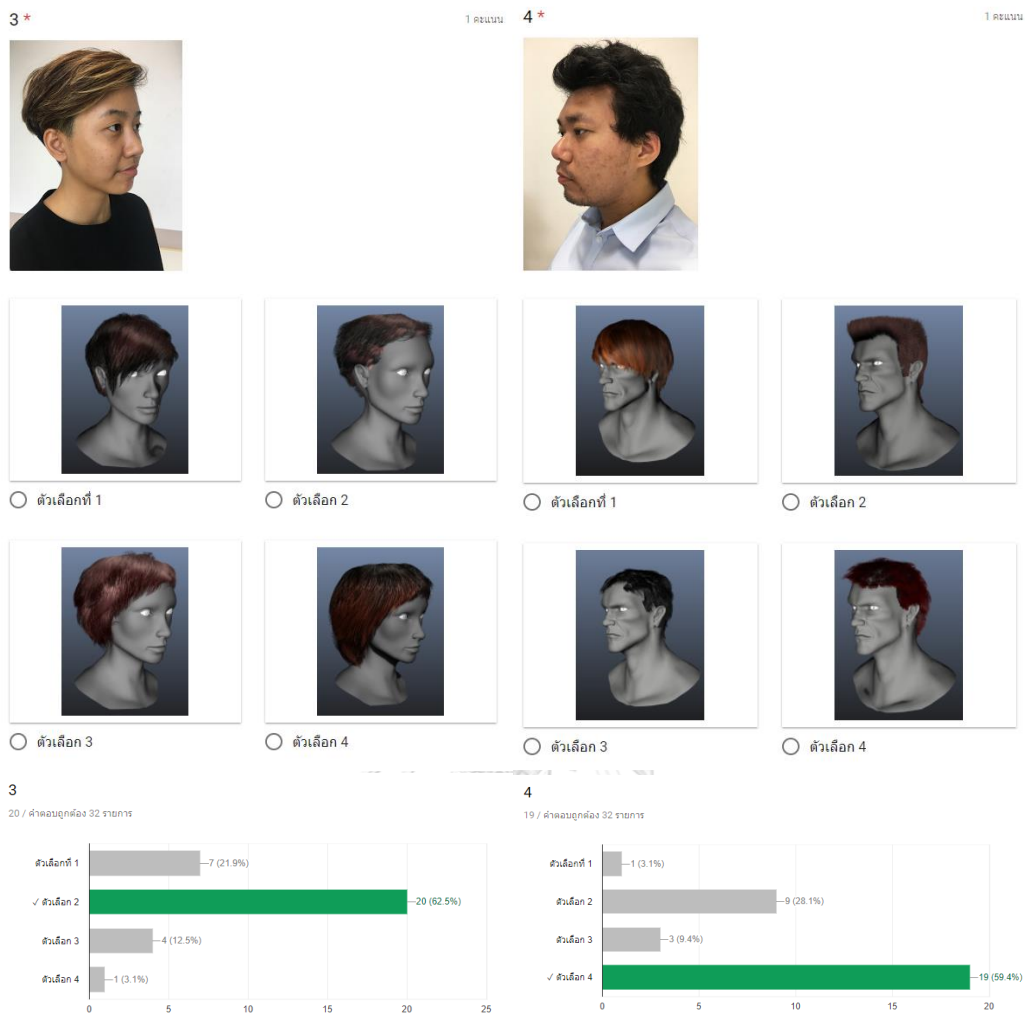 3 *
1 คะแนน
ตัวเลือกที่ 1
ตัวเลือก 2
ตัวเลือก 3
ตัวเลือก 4
4 *
1 คะแนน
ตัวเลือกที่ 1
ตัวเลือก 2
ตัวเลือก 3
ตัวเลือก 4
3
20 / คำตอบถูกต้อง 32 รายการ
ตัวเลือกที่ 1
7 (21.9%)
✓ ตัวเลือก 2
20 (62.5%)
ตัวเลือก 3
4 (12.5%)
ตัวเลือก 4
1 (3.1%)
0 5 10 15 20 25
4
19 / คำตอบถูกต้อง 32 รายการ
ตัวเลือกที่ 1
1 (3.1%)
ตัวเลือก 2
9 (28.1%)
ตัวเลือก 3
3 (9.4%)
✓ ตัวเลือก 4
19 (59.4%)
0 5 10 15 20